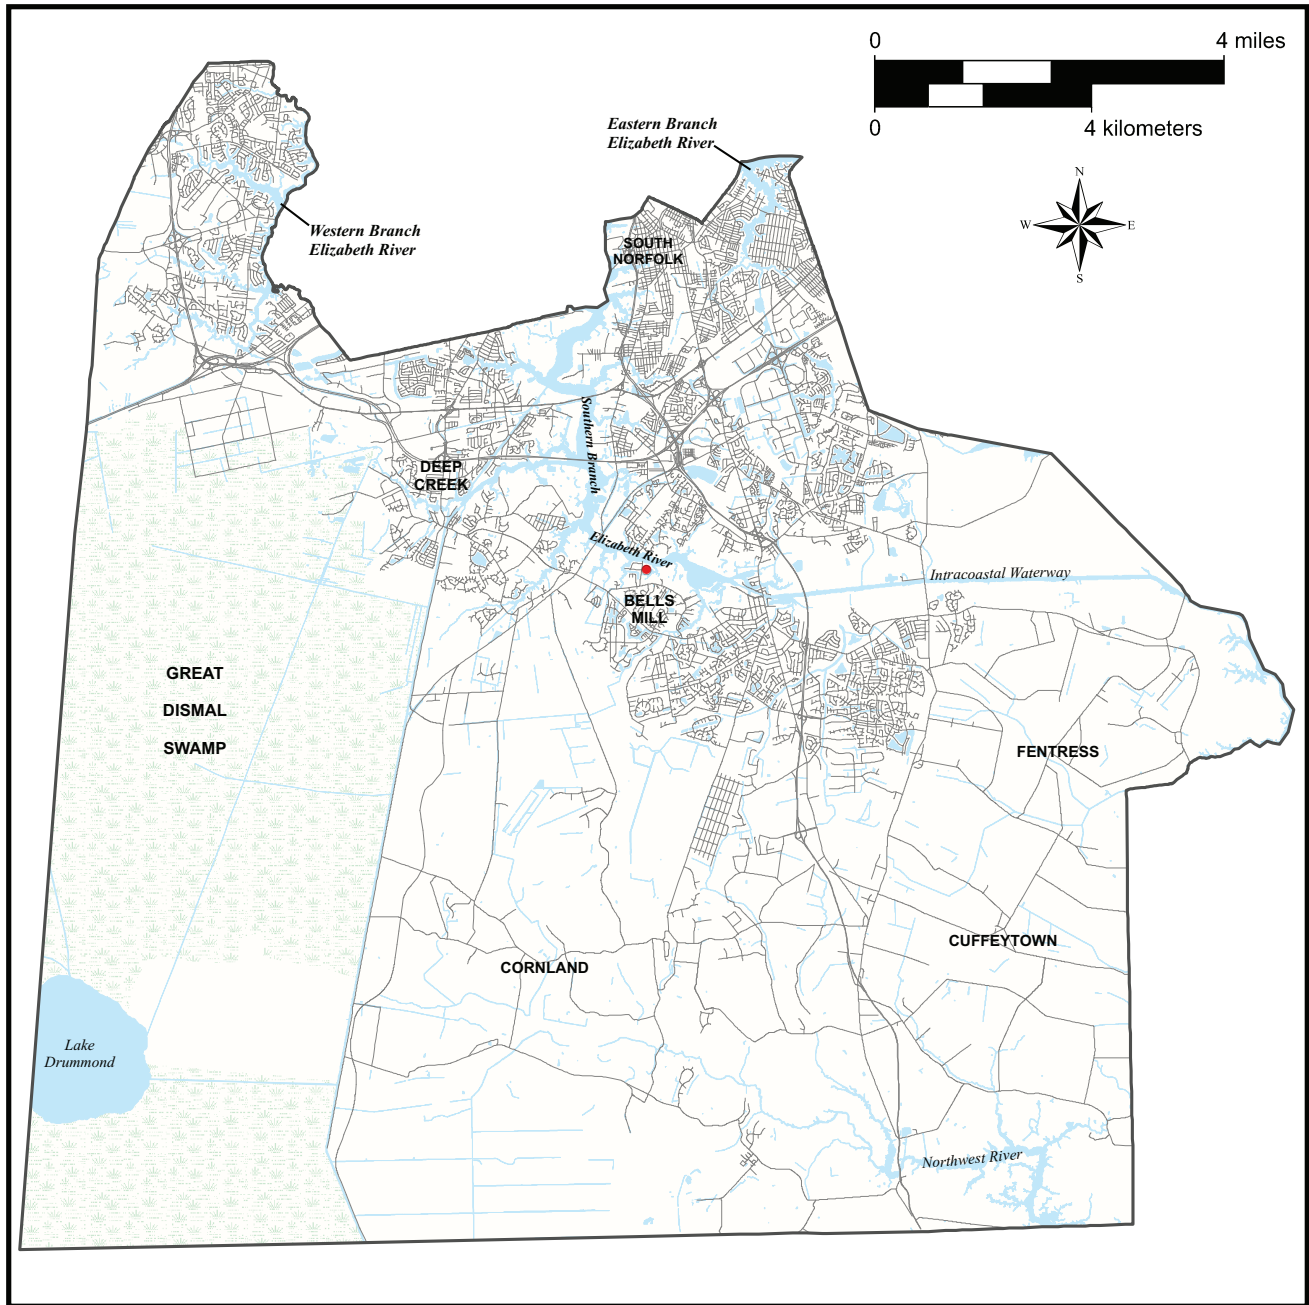 0 4 miles
0 4 kilometers
Eastern Branch
Elizabeth River
N
W E
S
Western Branch
Elizabeth River
SOUTH
NORFOLK
Southern Branch
DEEP
CREEK
Elizabeth River
Intracoastal Waterway
BELLS
MILL
GREAT
DISMAL
SWAMP
FENTRESS
CUFFEYTOWN
CORNLAND
Lake
Drummond
Northwest River